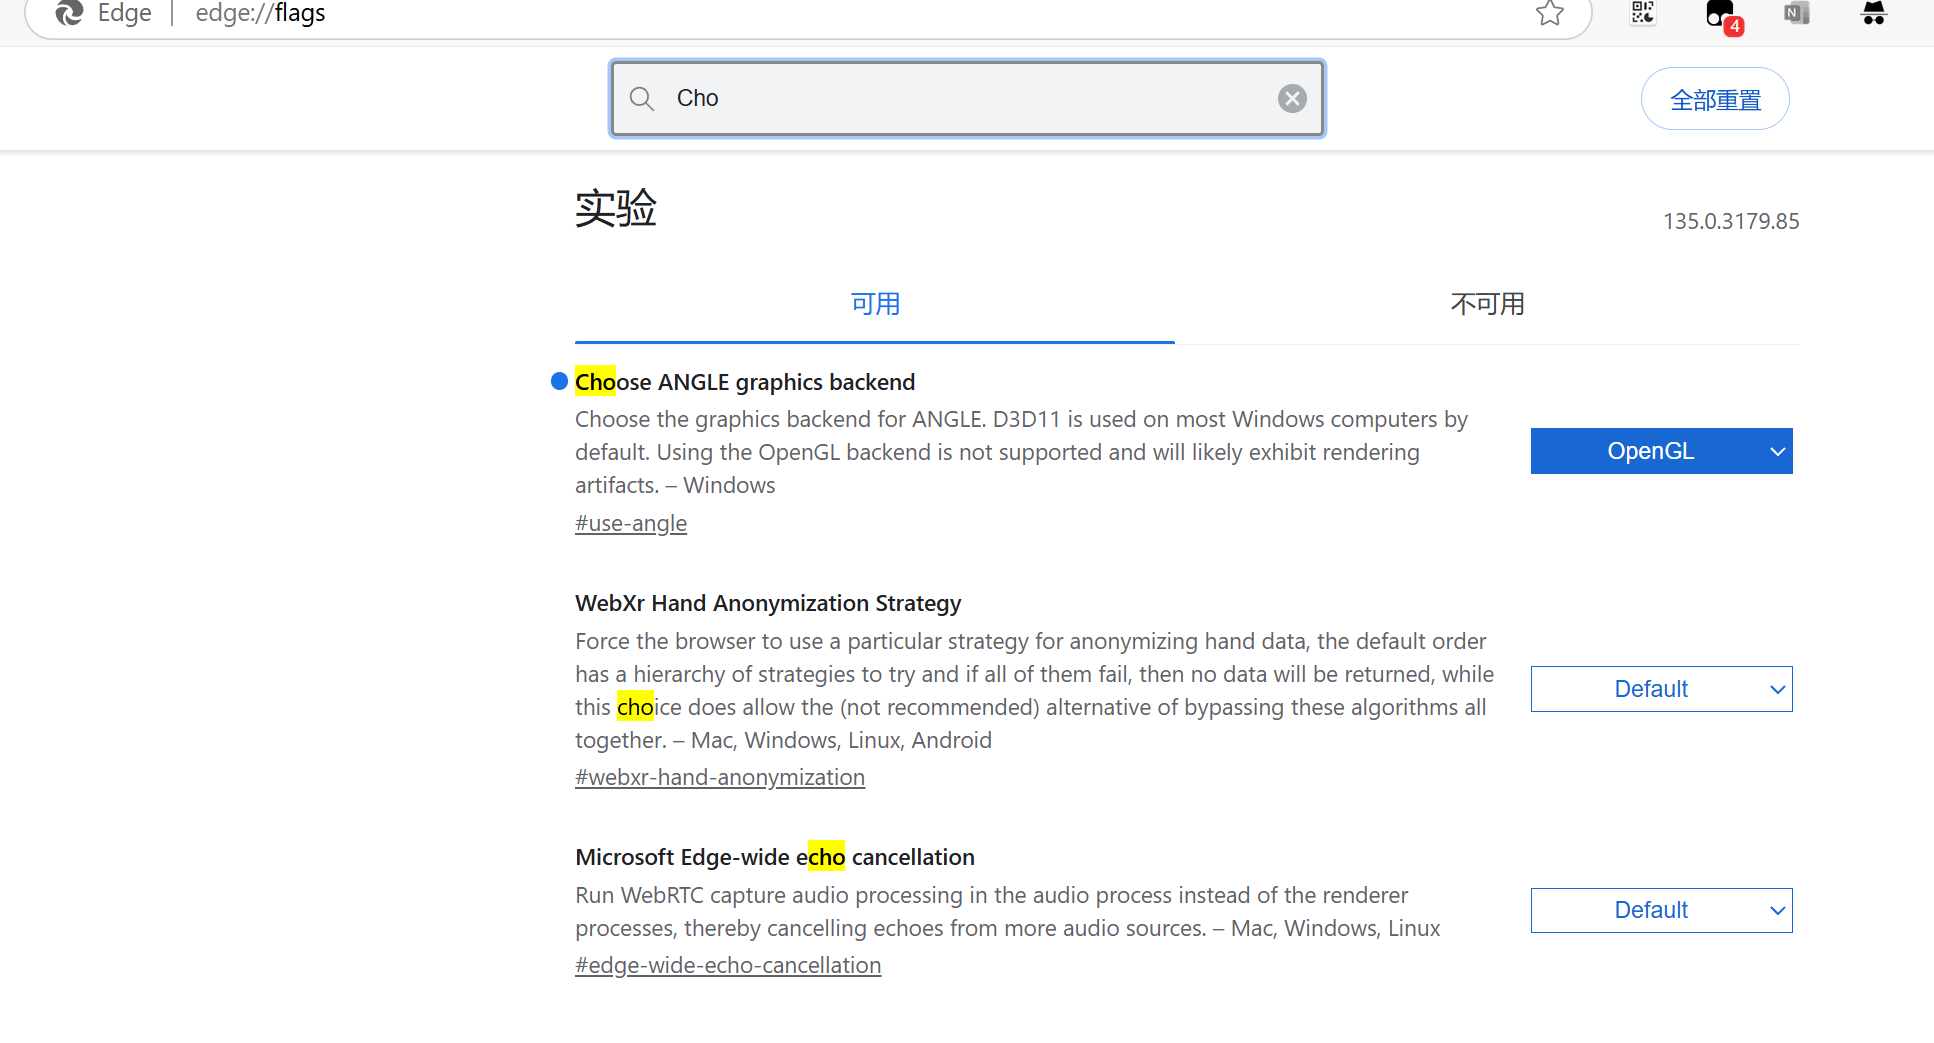 Edge edge://flags
4
N
Cho
全部重置
实验
135.0.3179.85
可用
不可用
Choose ANGLE graphics backend
Choose the graphics backend for ANGLE. D3D11 is used on most Windows computers by
default. Using the OpenGL backend is not supported and will likely exhibit rendering
artifacts. – Windows
#use-angle
OpenGL
WebXr Hand Anonymization Strategy
Force the browser to use a particular strategy for anonymizing hand data, the default order
has a hierarchy of strategies to try and if all of them fail, then no data will be returned, while
this choice does allow the (not recommended) alternative of bypassing these algorithms all
together. – Mac, Windows, Linux, Android
#webxr-hand-anonymization
Default
Microsoft Edge-wide echo cancellation
Run WebRTC capture audio processing in the audio process instead of the renderer
processes, thereby cancelling echoes from more audio sources. – Mac, Windows, Linux
#edge-wide-echo-cancellation
Default